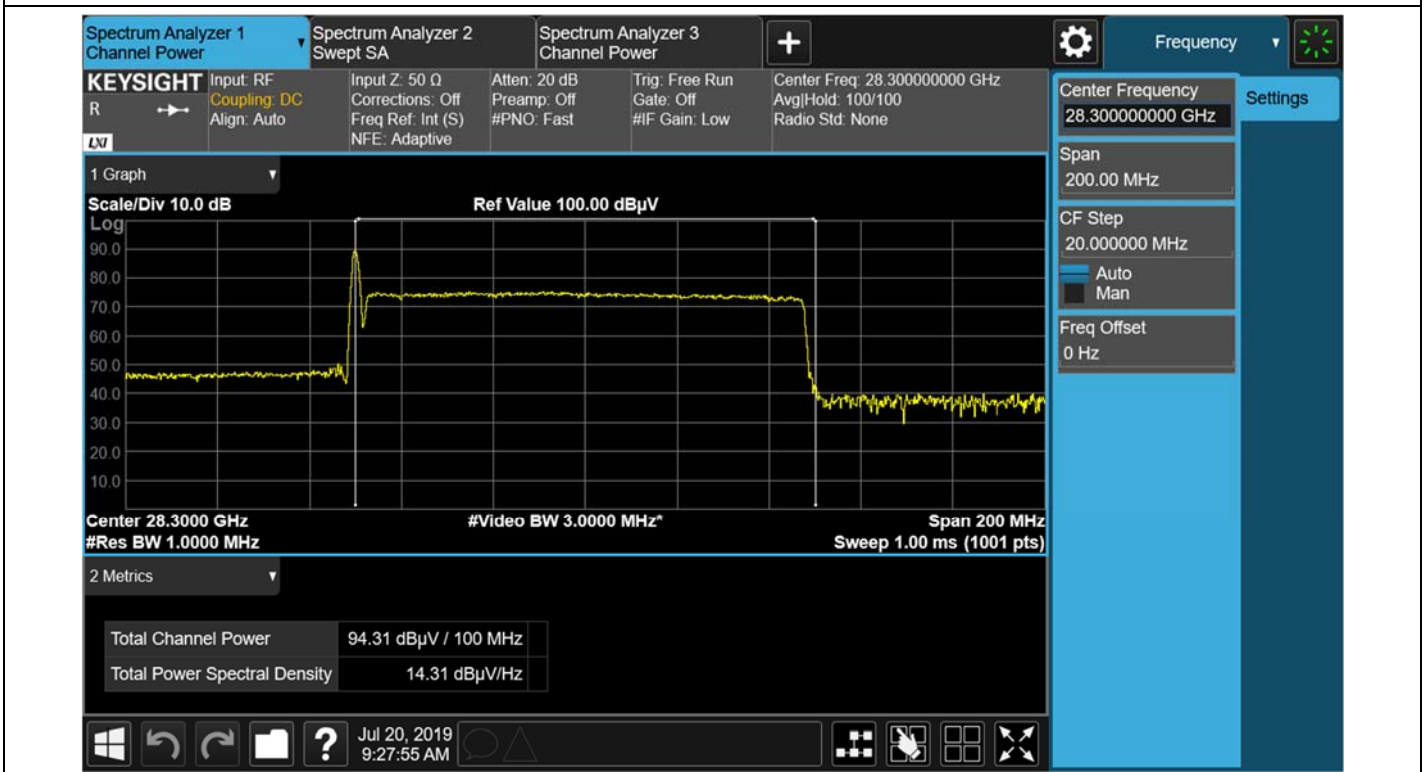 Spectrum Analyzer 1
Channel Power
Spectrum Analyzer 2
Swept SA
Spectrum Analyzer 3
Channel Power
Frequency
KEYSIGHT
R
LXI
Input: RF
Coupling: DC
Align: Auto
Input Z: 50 Ω
Corrections: Off
Freq Ref: Int (S)
NFE: Adaptive
Atten: 20 dB
Preamp: Off
#PNO: Fast
Trig: Free Run
Gate: Off
#IF Gain: Low
Center Freq: 28.300000000 GHz
Avg|Hold: 100/100
Radio Std: None
Center Frequency
28.300000000 GHz
Settings
Span
200.00 MHz
CF Step
20.000000 MHz
Auto
Man
Freq Offset
0 Hz
1 Graph
Scale/Div 10.0 dB
Ref Value 100.00 dBµV
Log
90.0
80.0
70.0
60.0
50.0
40.0
30.0
20.0
10.0
Center 28.3000 GHz
#Video BW 3.0000 MHz*
Span 200 MHz
#Res BW 1.0000 MHz
Sweep 1.00 ms (1001 pts)
2 Metrics
Total Channel Power 94.31 dBµV / 100 MHz
Total Power Spectral Density 14.31 dBµV/Hz
?
Jul 20, 2019
9:27:55 AM